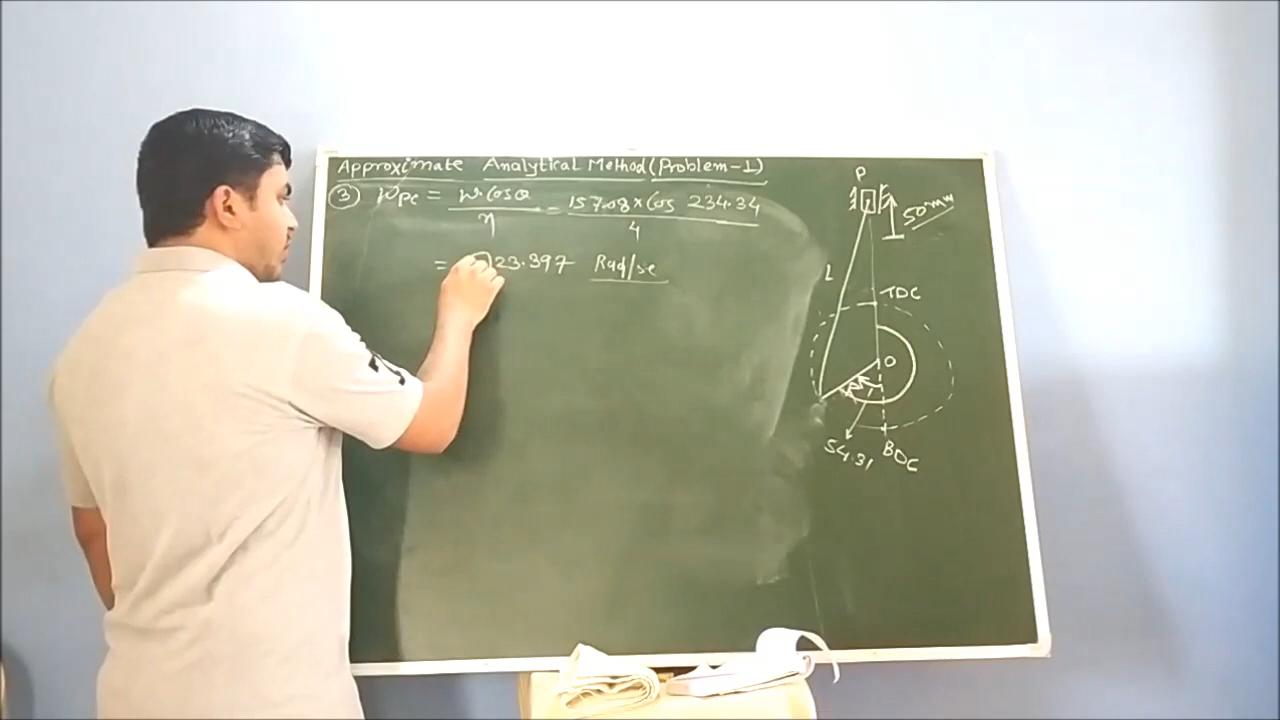 Approximate Analytical Method (Problem-1)
③ ωPC = ω.Cosθ / n = 157.08 x Cos 234.34 / 4
= 23.397 Rad/se
P
50mm
L
TDC
O
54.31
BDC